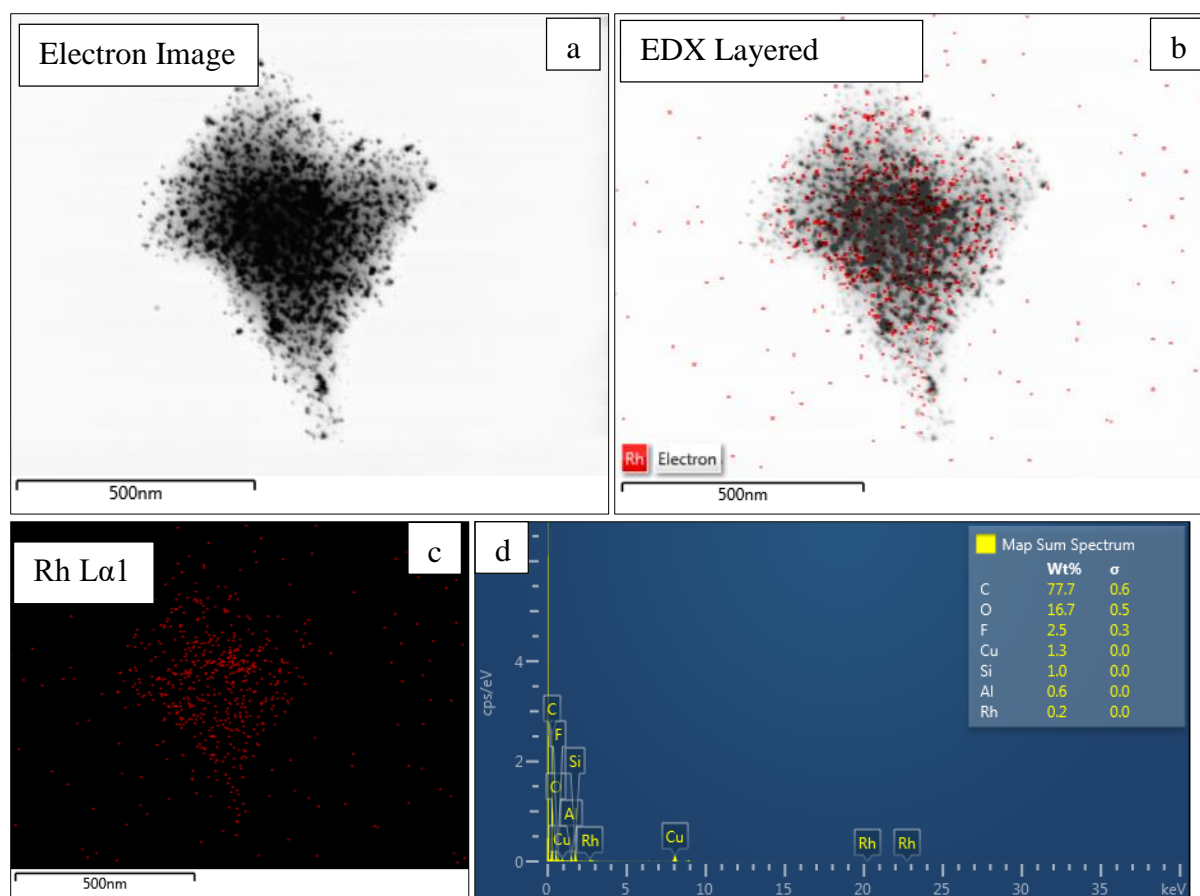 Electron Image
a
500nm
EDX Layered
b
Rh Electron
500nm
Rh Lα1
c
500nm
d
Map Sum Spectrum
Wt% σ
C 77.7 0.6
O 16.7 0.5
F 2.5 0.3
Cu 1.3 0.0
Si 1.0 0.0
Al 0.6 0.0
Rh 0.2 0.0
cps/eV
4
2
0
C
F
Si
O
Al
Cu Rh Cu Rh Rh
0 5 10 15 20 25 30 35 keV